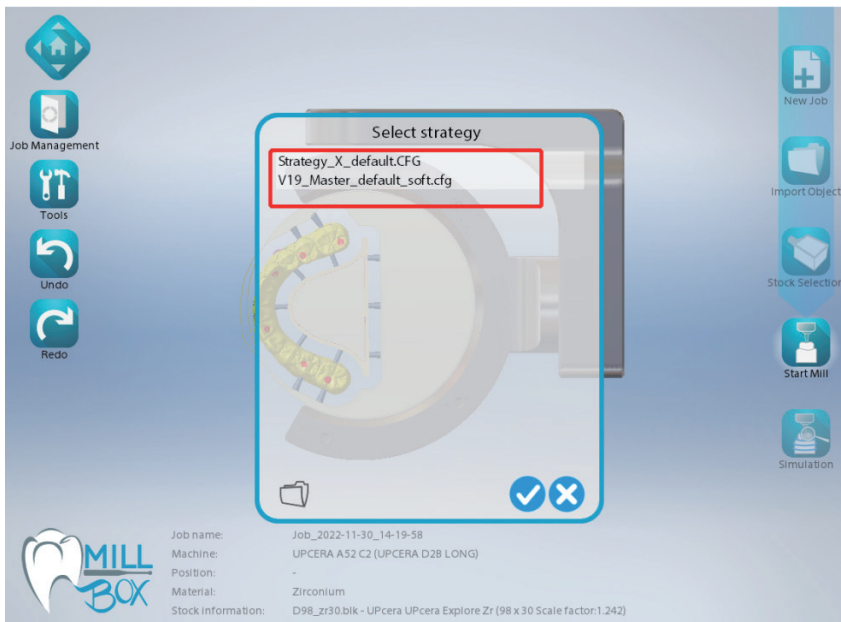 Job Management
Tools
Undo
Redo
Select strategy
Strategy_X_default.CFG
V19_Master_default_soft.cfg
New Job
Import Object
Stock Selection
Start Mill
Simulation
MILL
BOX
Job name: Job_2022-11-30_14-19-58
Machine: UPCERA A52 C2 (UPCERA D2B LONG)
Position: -
Material: Zirconium
Stock information: D98_zr30.blk - UPcera UPcera Explore Zr (98 x 30 Scale factor:1.242)